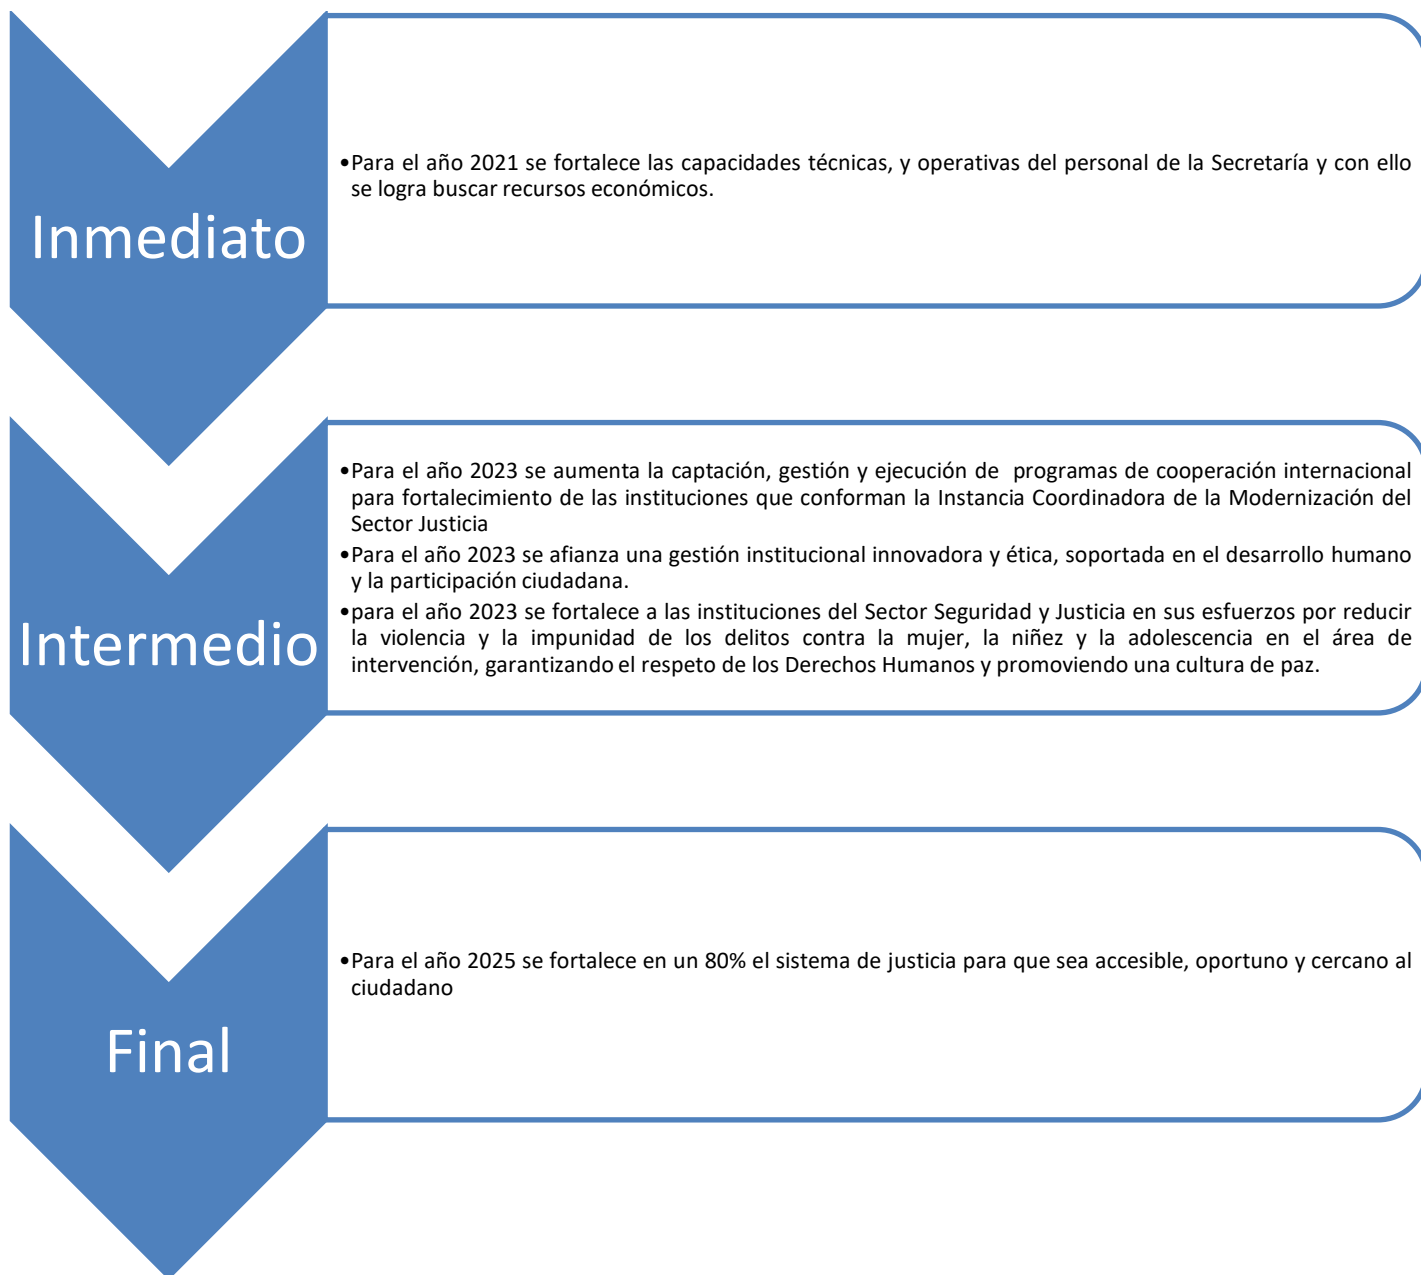 Inmediato
•Para el año 2021 se fortalece las capacidades técnicas, y operativas del personal de la Secretaría y con ello
se logra buscar recursos económicos.
Intermedio
•Para el año 2023 se aumenta la captación, gestión y ejecución de programas de cooperación internacional
para fortalecimiento de las instituciones que conforman la Instancia Coordinadora de la Modernización del
Sector Justicia
•Para el año 2023 se afianza una gestión institucional innovadora y ética, soportada en el desarrollo humano
y la participación ciudadana.
•para el año 2023 se fortalece a las instituciones del Sector Seguridad y Justicia en sus esfuerzos por reducir
la violencia y la impunidad de los delitos contra la mujer, la niñez y la adolescencia en el área de
intervención, garantizando el respeto de los Derechos Humanos y promoviendo una cultura de paz.
Final
•Para el año 2025 se fortalece en un 80% el sistema de justicia para que sea accesible, oportuno y cercano al
ciudadano